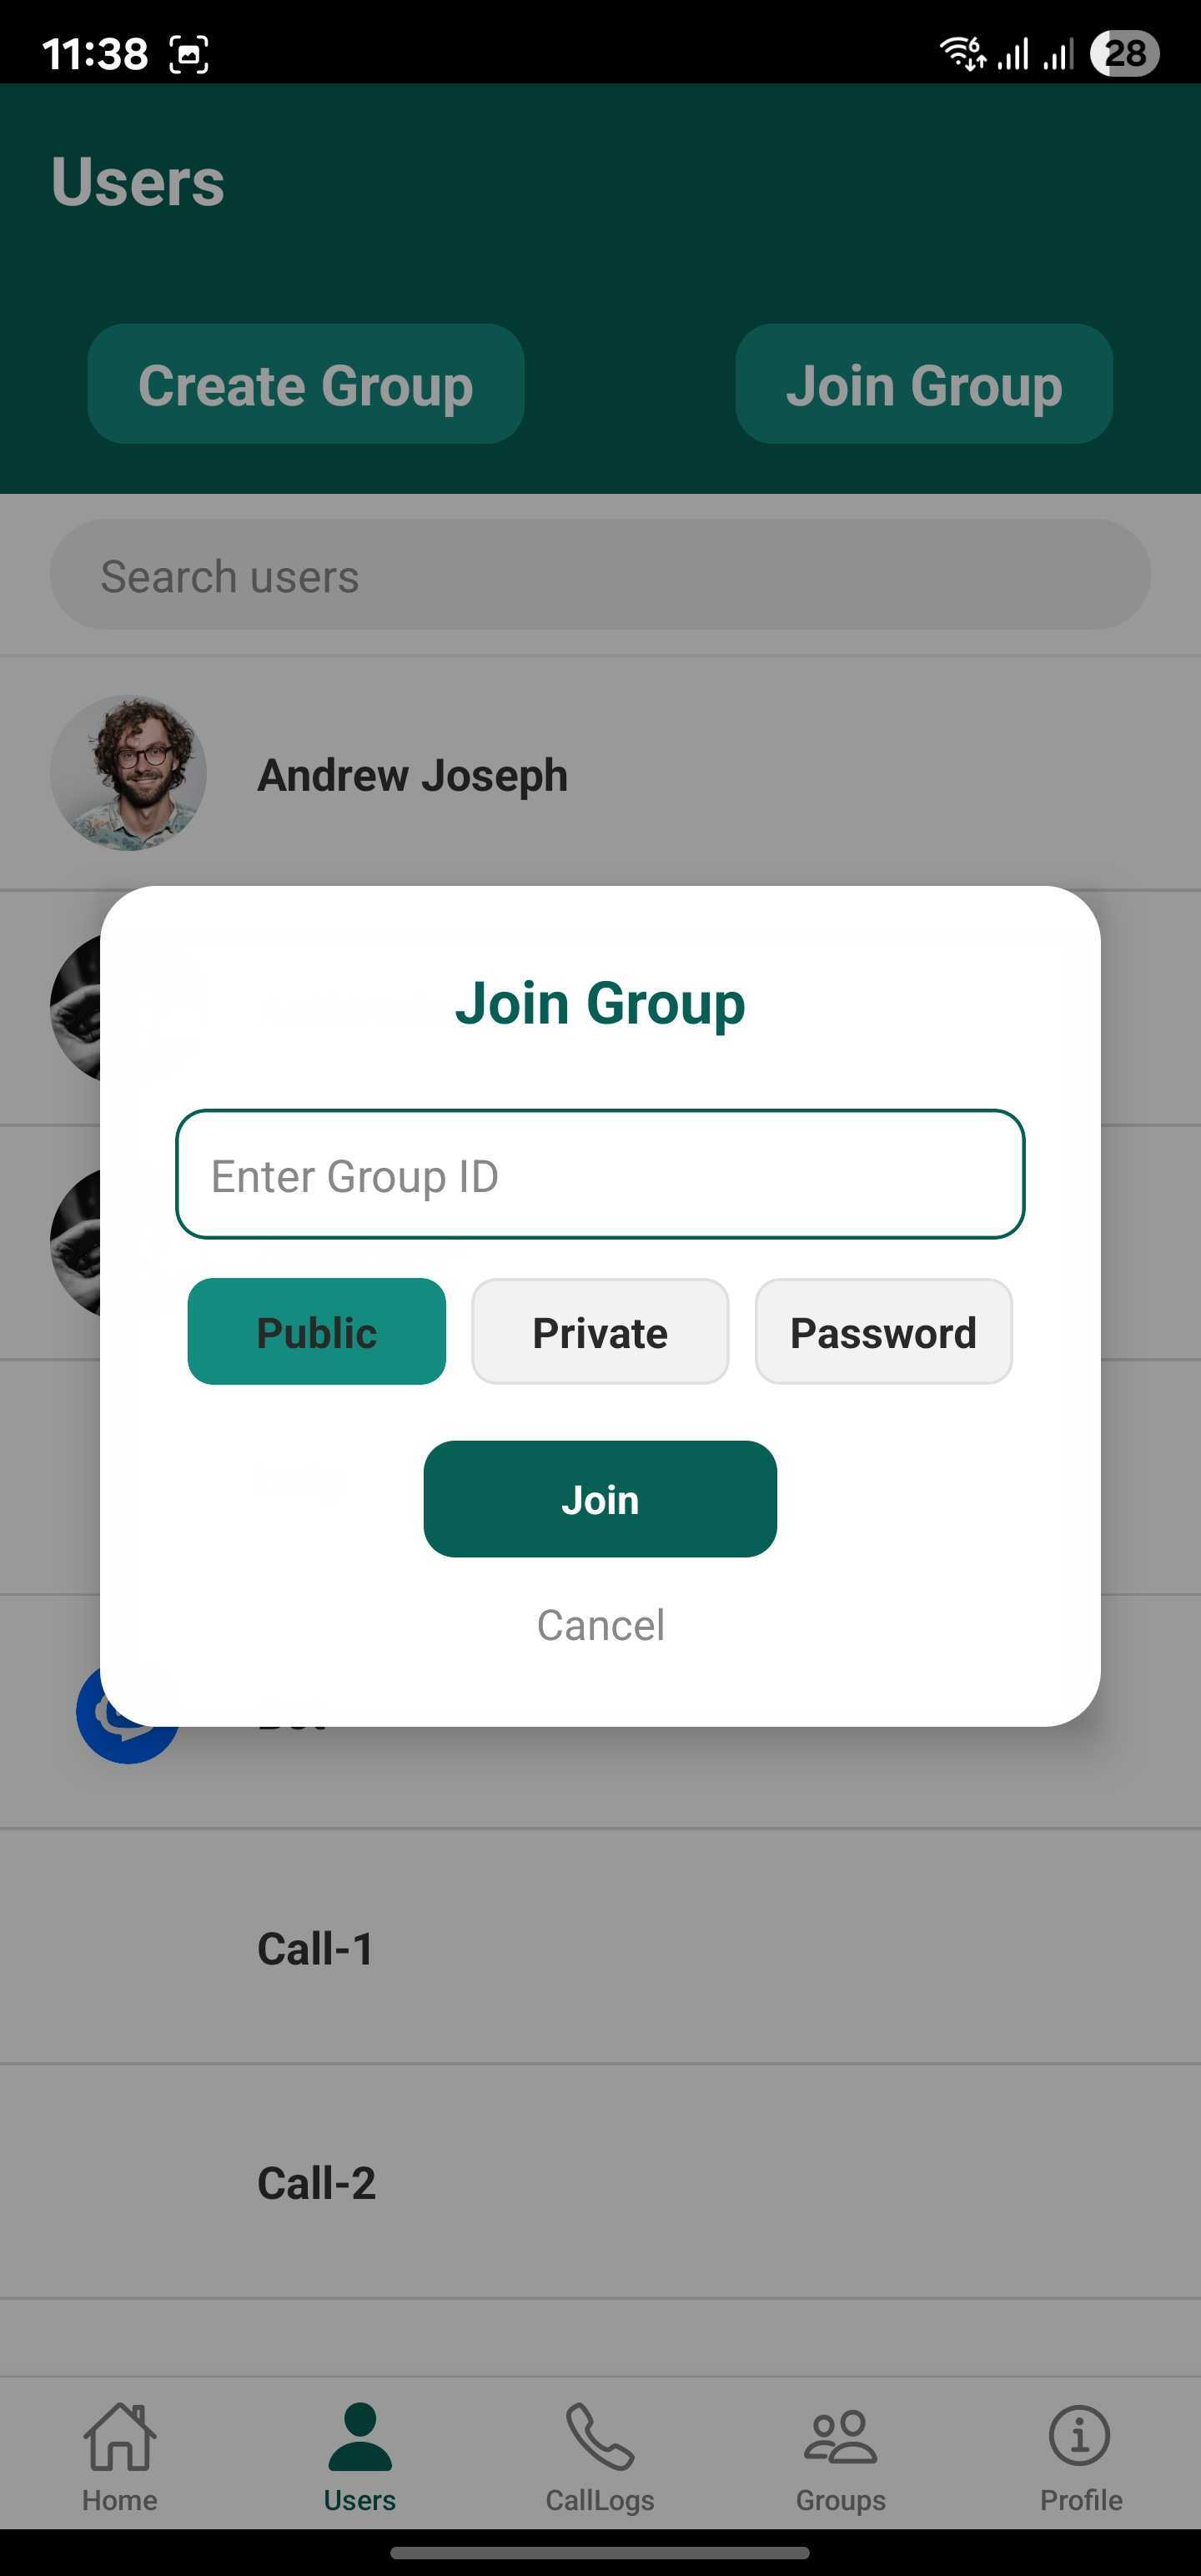 11:38
6
28
Users
Create Group
Join Group
Search users
Andrew Joseph
Join Group
Enter Group ID
Public
Private
Password
Join
Cancel
Call-1
Call-2
Home
Users
CallLogs
Groups
Profile